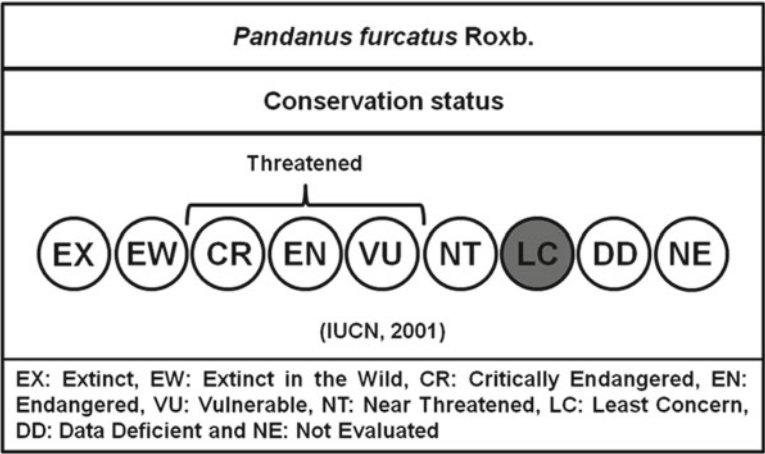 Pandanus furcatus Roxb.
Conservation status
Threatened
EX EW CR EN VU NT LC DD NE
(IUCN, 2001)
EX: Extinct, EW: Extinct in the Wild, CR: Critically Endangered, EN:
Endangered, VU: Vulnerable, NT: Near Threatened, LC: Least Concern,
DD: Data Deficient and NE: Not Evaluated